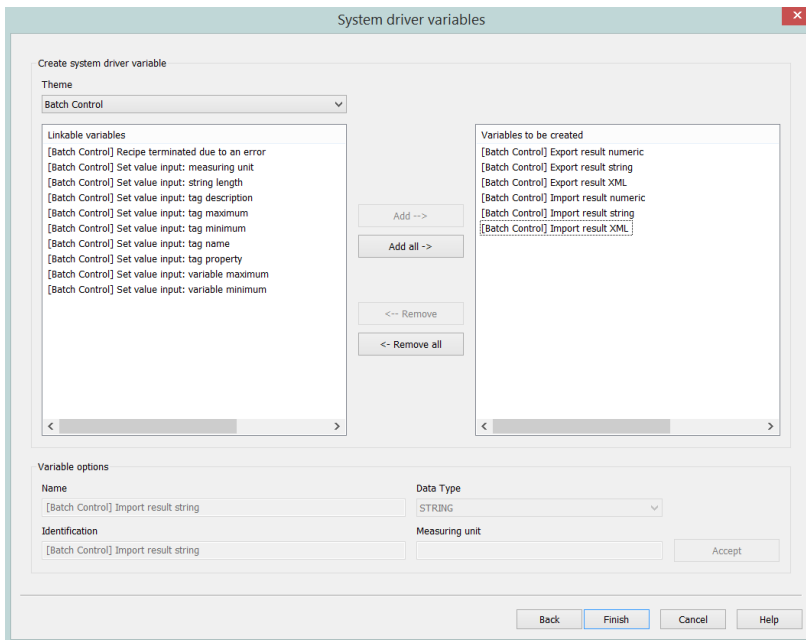 System driver variables
Create system driver variable
Theme
Batch Control
Linkable variables
[Batch Control] Recipe terminated due to an error
[Batch Control] Set value input: measuring unit
[Batch Control] Set value input: string length
[Batch Control] Set value input: tag description
[Batch Control] Set value input: tag maximum
[Batch Control] Set value input: tag minimum
[Batch Control] Set value input: tag name
[Batch Control] Set value input: tag property
[Batch Control] Set value input: variable maximum
[Batch Control] Set value input: variable minimum
Add -->
Add all ->
<-- Remove
<- Remove all
Variables to be created
[Batch Control] Export result numeric
[Batch Control] Export result string
[Batch Control] Export result XML
[Batch Control] Import result numeric
[Batch Control] Import result string
[Batch Control] Import result XML
Variable options
Name
[Batch Control] Import result string
Data Type
STRING
Identification
[Batch Control] Import result string
Measuring unit
Accept
Back
Finish
Cancel
Help